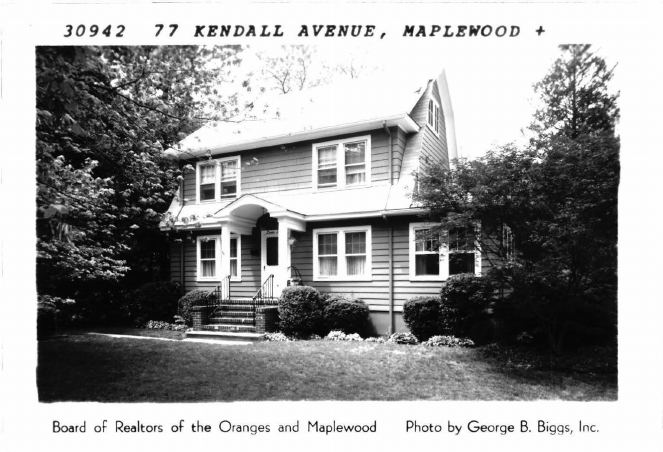 30942 77 KENDALL AVENUE, MAPLEWOOD +
Board of Realtors of the Oranges and Maplewood Photo by George B. Biggs, Inc.